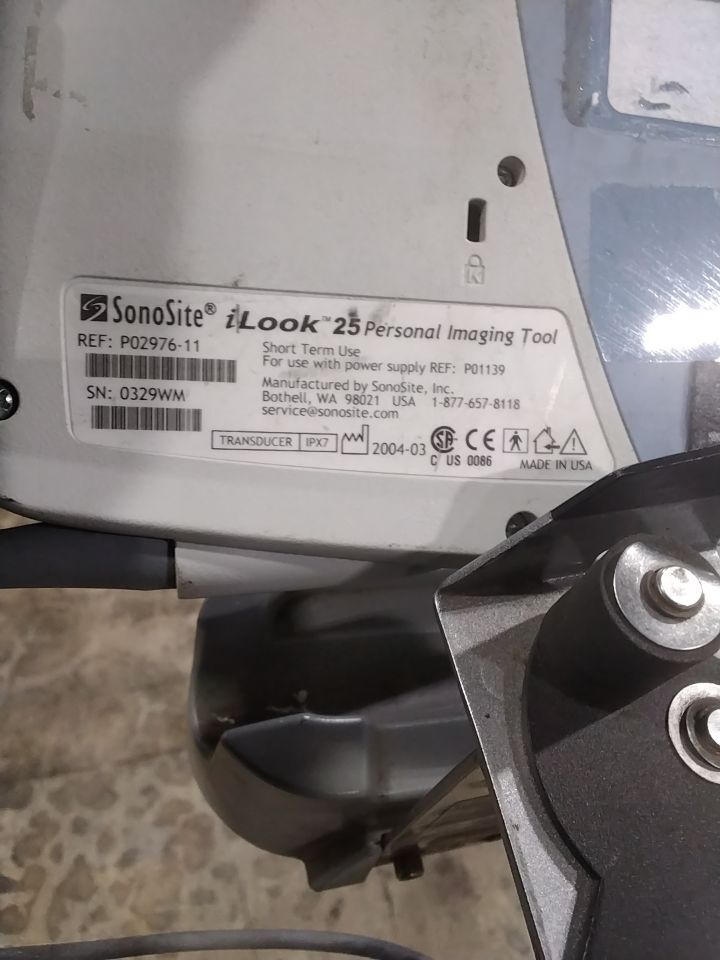 SonoSite® iLook™ 25 Personal Imaging Tool
REF: P02976-11
SN: 0329WM
Short Term Use
For use with power supply REF: P01139
Manufactured by SonoSite, Inc.
Bothell, WA 98021 USA 1-877-657-8118
service@sonosite.com
TRANSDUCER IPX7 2004-03 SA CE
C US 0086 MADE IN USA